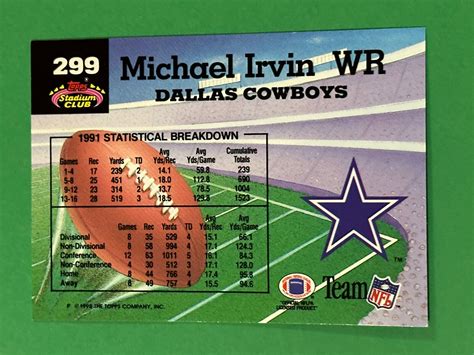 299
Topps
Stadium
CLUB
Michael Irvin WR
DALLAS COWBOYS
1991 STATISTICAL BREAKDOWN
Avg Avg Cumulative
Games Rec Yards TD Yds/Rec Yds/Game Totals
1-4 17 239 2 14.1 59.8 239
5-8 25 451 1 18.0 112.8 690
9-12 23 314 2 13.7 78.5 1004
13-16 28 519 3 18.5 129.8 1523
Avg Avg
Games Rec Yards TD Yds/Rec Yds/Game
Divisional 8 35 529 4 15.1 66.1
Non-Divisional 8 58 994 4 17.1 124.3
Conference 12 63 1011 5 16.1 84.3
Non-Conference 4 30 512 3 17.1 128.0
Home 8 44 766 4 17.4 95.8
Away 8 49 757 4 15.5 94.6
TM
Team NFL
© 1992 THE TOPPS COMPANY, INC.